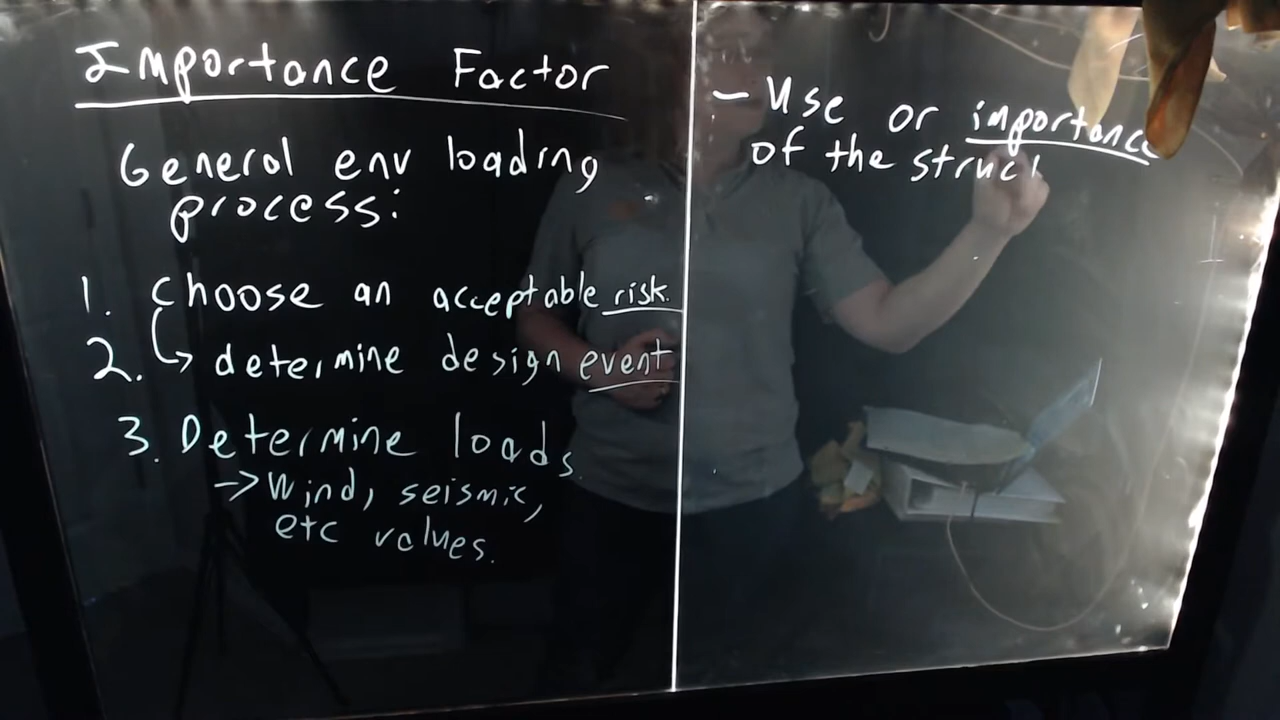 Importance Factor
General env loading
process:
1. Choose an acceptable risk.
2. ↳ determine design event
3. Determine loads.
→ Wind, seismic,
etc values.
- Use or importance
of the struct